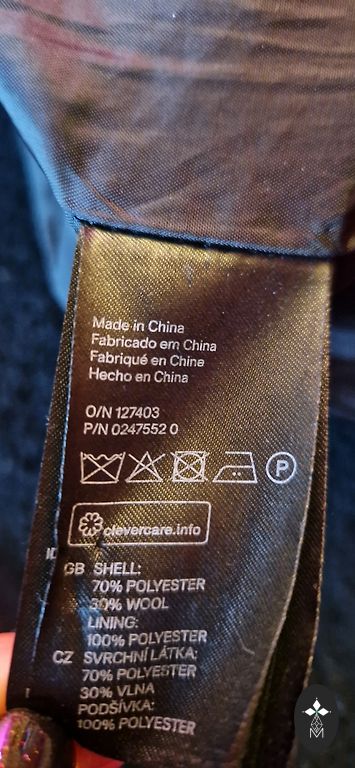 Made in China
Fabricado em China
Fabriqué en China
Hecho en China
O/N 127403
P/N 0247552 0
P
clevercare.info
GB SHELL:
70% POLYESTER
30% WOOL
LINING:
100% POLYESTER
CZ SVRCHNÍ LÁTKA:
70% POLYESTER
30% VLNA
PODŠÍVKA:
100% POLYESTER
M